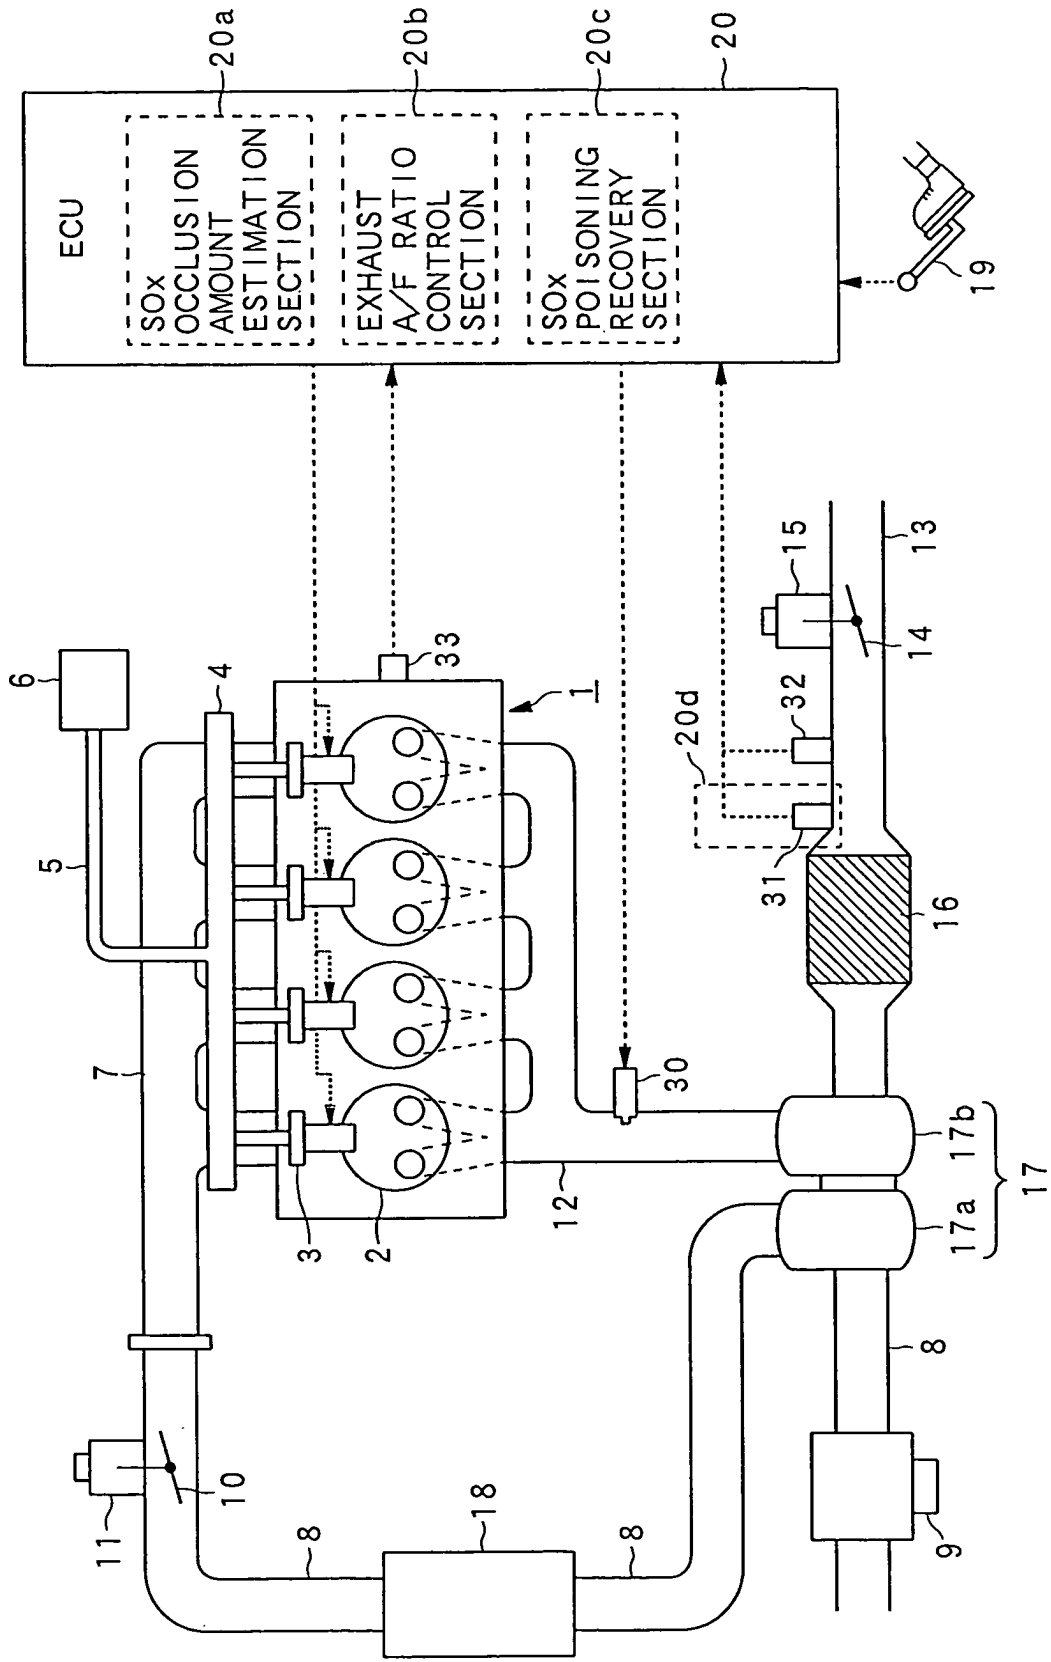 ECU
SOx
OCCLUSION
AMOUNT
ESTIMATION
SECTION
20a
EXHAUST
A/F RATIO
CONTROL
SECTION
20b
SOx
POISONING
RECOVERY
SECTION
20c
20
19
6
5
4
7
33
1
3
2
12
30
20d
32
31
15
14
13
16
17b
17a
17
11
10
8
18
8
8
9